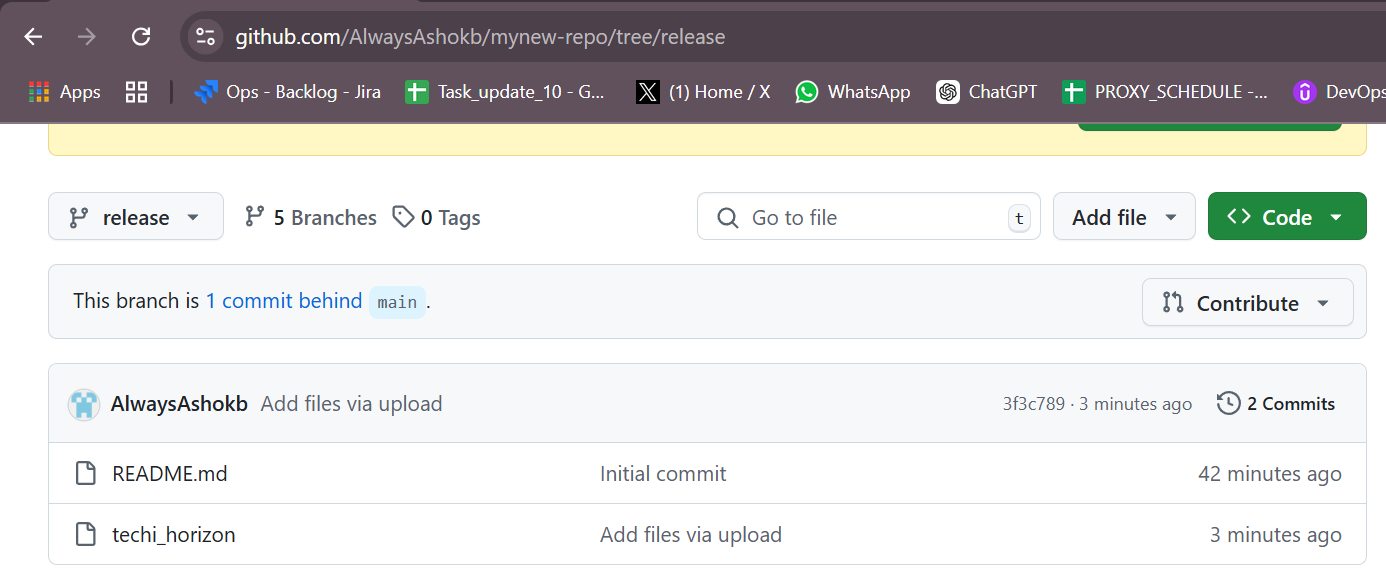 github.com/AlwaysAshokb/mynew-repo/tree/release
Apps Ops - Backlog - Jira Task_update_10 - G... (1) Home / X WhatsApp ChatGPT PROXY_SCHEDULE -... DevOps
release 5 Branches 0 Tags Go to file t Add file Code
This branch is 1 commit behind main . Contribute
AlwaysAshokb Add files via upload 3f3c789 · 3 minutes ago 2 Commits
README.md Initial commit 42 minutes ago
techi_horizon Add files via upload 3 minutes ago